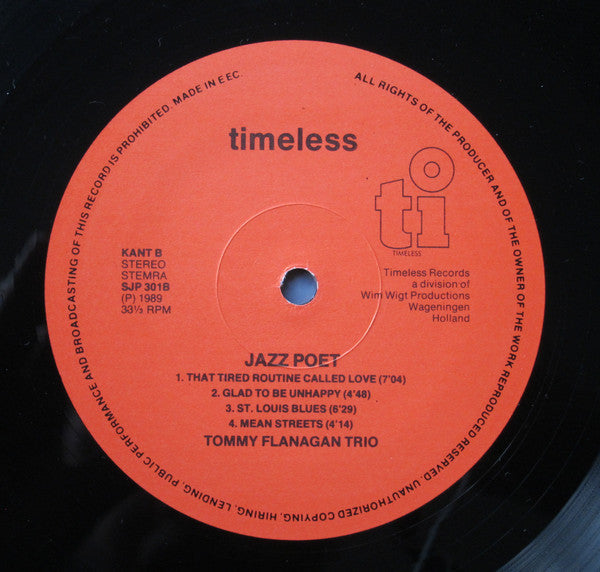 timeless
ti
TIMELESS
KANT B
STEREO
STEMRA
SJP 301B
(P) 1989
33⅓ RPM
Timeless Records
a division of
Wim Wigt Productions
Wageningen
Holland
JAZZ POET
1. THAT TIRED ROUTINE CALLED LOVE (7'04)
2. GLAD TO BE UNHAPPY (4'48)
3. ST. LOUIS BLUES (6'29)
4. MEAN STREETS (4'14)
TOMMY FLANAGAN TRIO
ALL RIGHTS OF THE PRODUCER AND OF THE OWNER OF THE WORK REPRODUCED RESERVED. UNAUTHORIZED COPYING, HIRING, LENDING, PUBLIC PERFORMANCE AND BROADCASTING OF THIS RECORD IS PROHIBITED. MADE IN EEC.